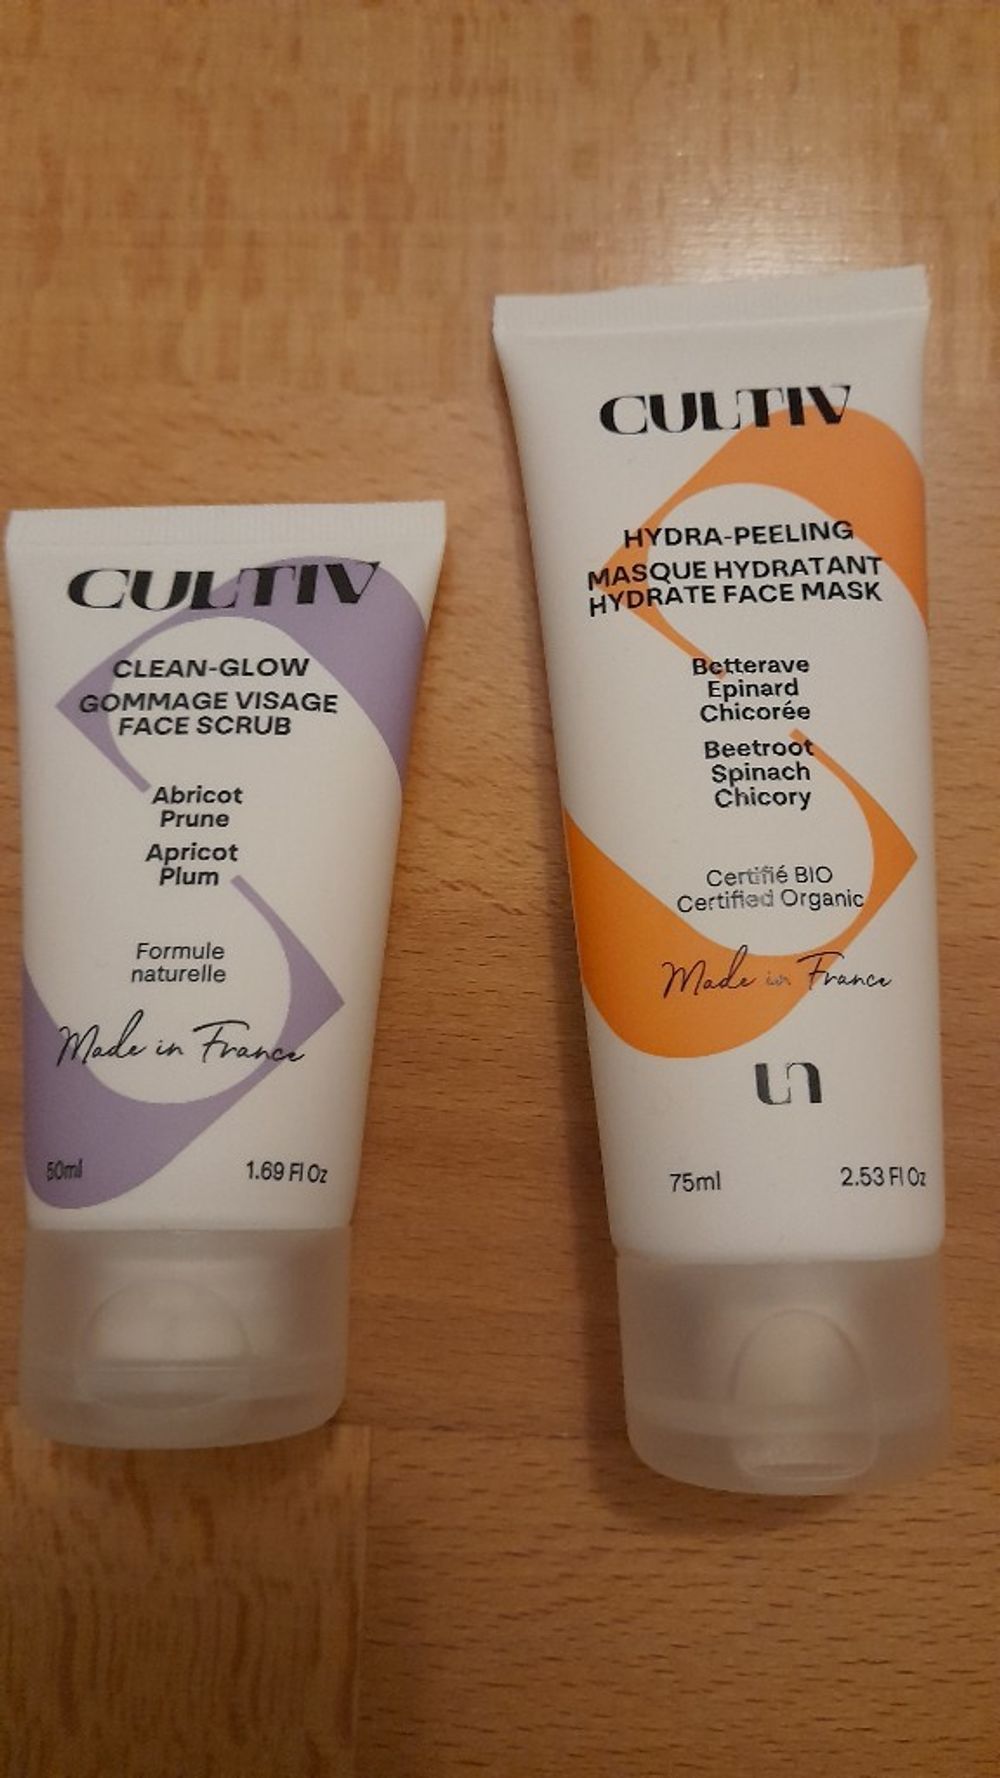 CULTIV
CLEAN-GLOW
GOMMAGE VISAGE
FACE SCRUB
Abricot
Prune
Apricot
Plum
Formule
naturelle
Made in France
50ml 1.69 Fl Oz
CULTIV
HYDRA-PEELING
MASQUE HYDRATANT
HYDRATE FACE MASK
Betterave
Epinard
Chicorée
Beetroot
Spinach
Chicory
Certifié BIO
Certified Organic
Made in France
75ml 2.53 Fl Oz